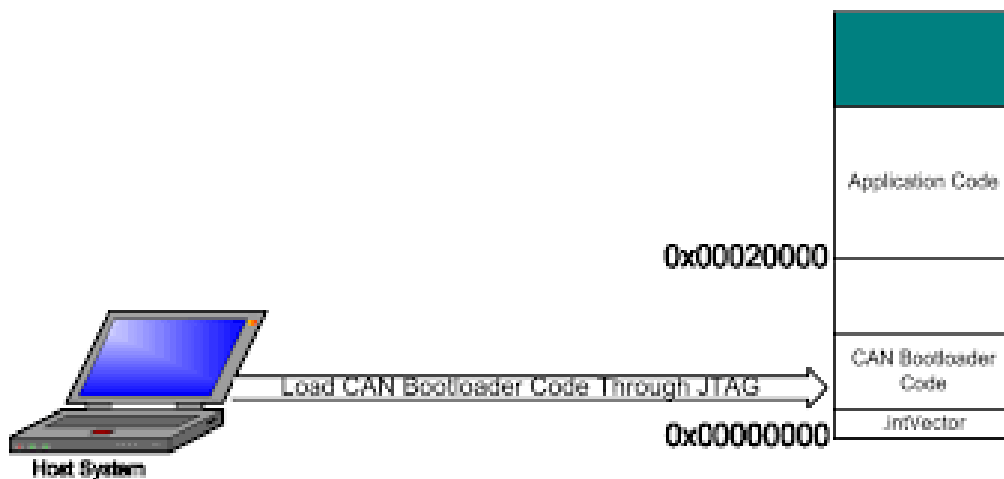 Application Code
0x00020000
CAN Bootloader
Code
Load CAN Bootloader Code Through JTAG
IntVector
0x00000000
Host System